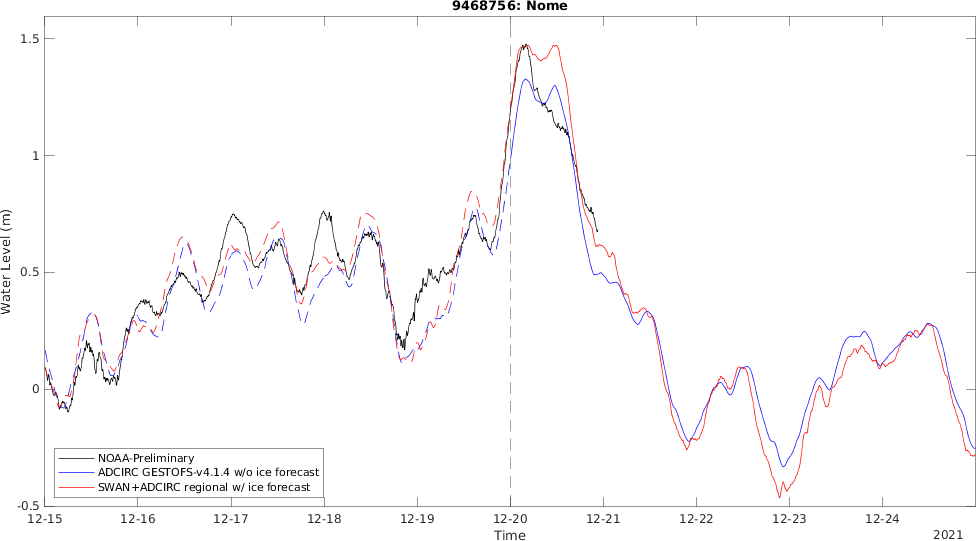 9468756: Nome
Water Level (m)
1.5
1
0.5
0
-0.5
NOAA-Preliminary
ADCIRC GESTOFS-v4.1.4 w/o ice forecast
SWAN+ADCIRC regional w/ ice forecast
12-15 12-16 12-17 12-18 12-19 12-20 12-21 12-22 12-23 12-24
Time
2021